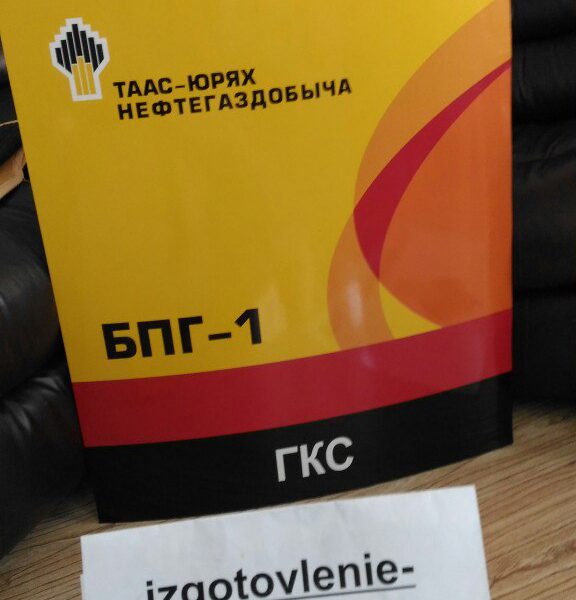 ТААС-ЮРЯХ
НЕФТЕГАЗДОБЫЧА
БПГ-1
ГКС
izgotovlenie-